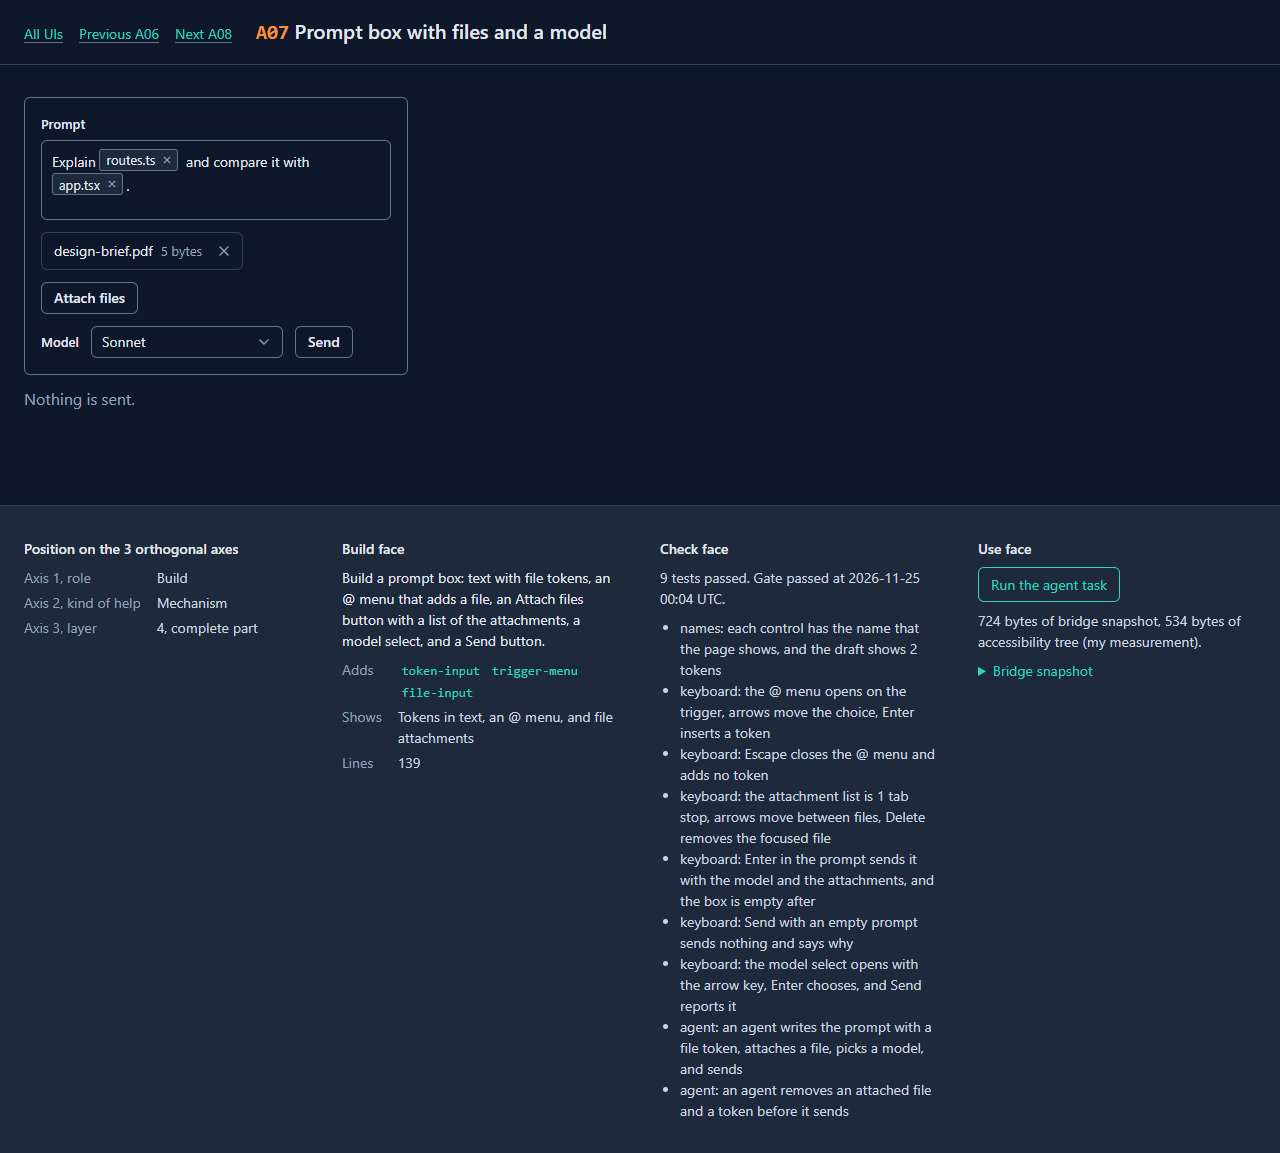 All UIs Previous A06 Next A08 A07 Prompt box with files and a model
Prompt
Explain routes.ts × and compare it with
app.tsx × .
design-brief.pdf 5 bytes ×
Attach files
Model Sonnet Send
Nothing is sent.
Position on the 3 orthogonal axes
Axis 1, role Build
Axis 2, kind of help Mechanism
Axis 3, layer 4, complete part
Build face
Build a prompt box: text with file tokens, an
@ menu that adds a file, an Attach files
button with a list of the attachments, a
model select, and a Send button.
Adds token-input trigger-menu
file-input
Shows Tokens in text, an @ menu, and file
attachments
Lines 139
Check face
9 tests passed. Gate passed at 2026-11-25
00:04 UTC.
• names: each control has the name that
the page shows, and the draft shows 2
tokens
• keyboard: the @ menu opens on the
trigger, arrows move the choice, Enter
inserts a token
• keyboard: Escape closes the @ menu and
adds no token
• keyboard: the attachment list is 1 tab
stop, arrows move between files, Delete
removes the focused file
• keyboard: Enter in the prompt sends it
with the model and the attachments, and
the box is empty after
• keyboard: Send with an empty prompt
sends nothing and says why
• keyboard: the model select opens with
the arrow key, Enter chooses, and Send
reports it
• agent: an agent writes the prompt with a
file token, attaches a file, picks a model,
and sends
• agent: an agent removes an attached file
and a token before it sends
Use face
Run the agent task
724 bytes of bridge snapshot, 534 bytes of
accessibility tree (my measurement).
▶ Bridge snapshot